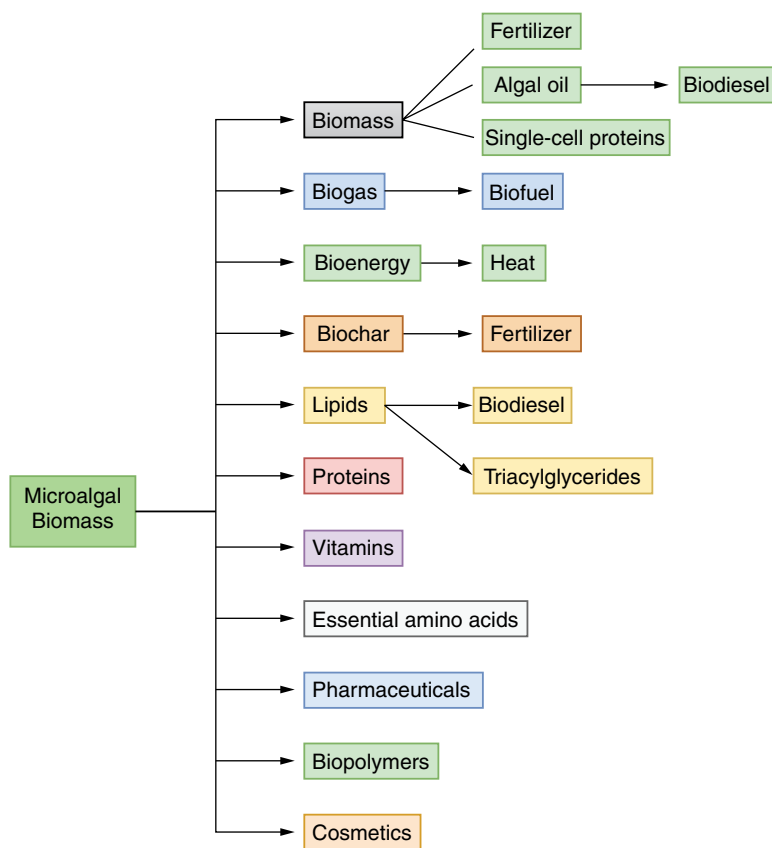 Fertilizer
Algal oil
Biodiesel
Biomass
Single-cell proteins
Biogas
Biofuel
Bioenergy
Heat
Biochar
Fertilizer
Lipids
Biodiesel
Proteins
Triacylglycerides
Microalgal
Biomass
Vitamins
Essential amino acids
Pharmaceuticals
Biopolymers
Cosmetics